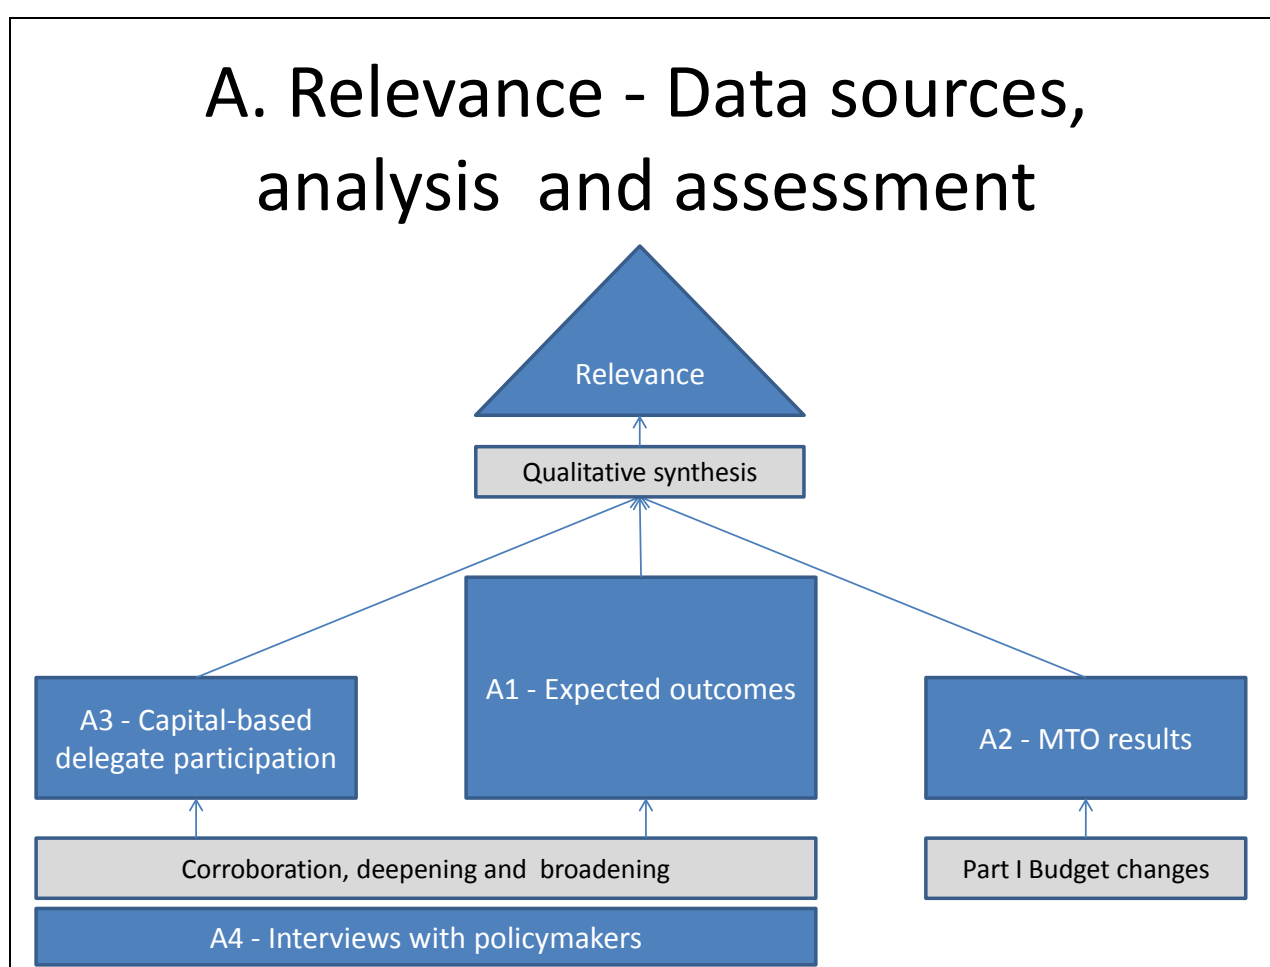 A. Relevance - Data sources,
analysis and assessment
Relevance
Qualitative synthesis
A1 - Expected outcomes
A3 - Capital-based
delegate participation
A2 - MTO results
Corroboration, deepening and broadening
Part I Budget changes
A4 - Interviews with policymakers